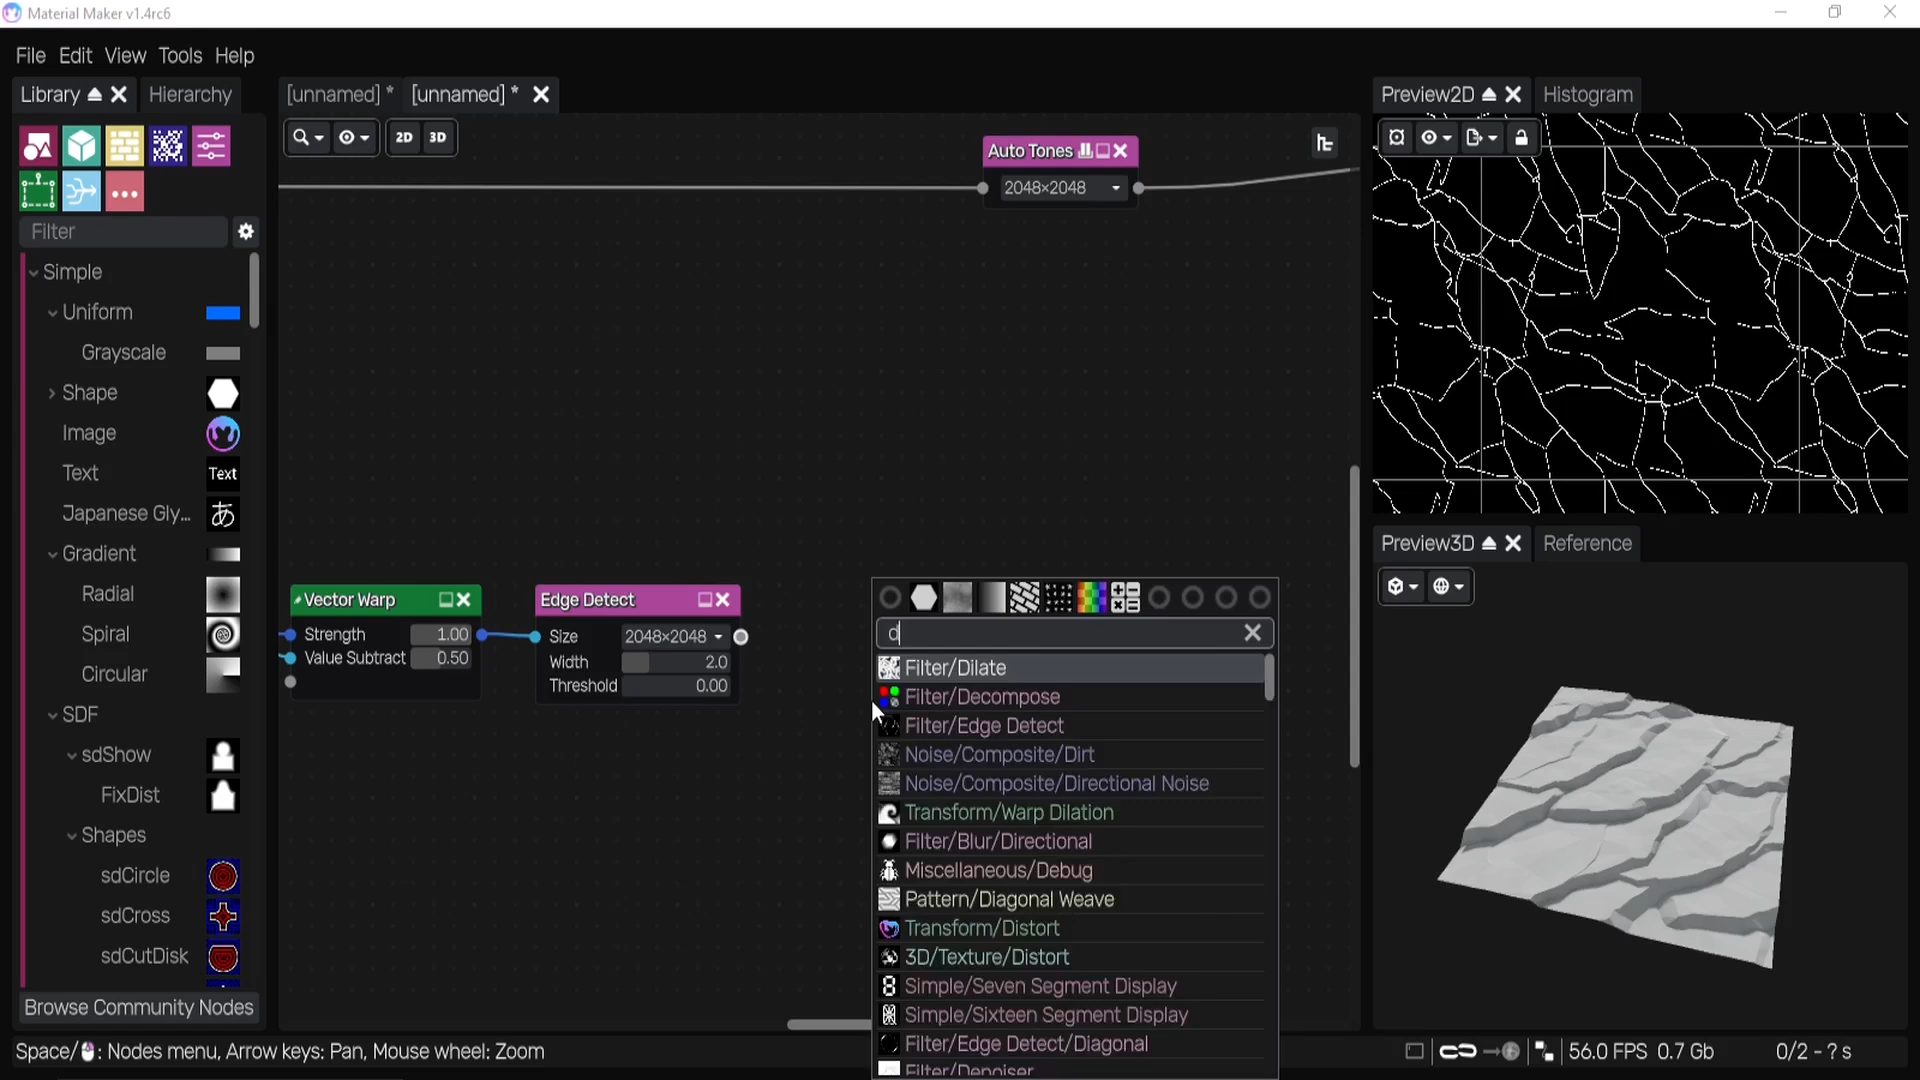 Material Maker v1.4rc6
File Edit View Tools Help
Library
Hierarchy
[unnamed] *
[unnamed] *
Preview2D
Histogram
2D 3D
Filter
Simple
Uniform
Grayscale
Shape
Image
Text
Text
Japanese Gly...
あ
Gradient
Radial
Spiral
Circular
SDF
sdShow
FixDist
Shapes
sdCircle
sdCross
sdCutDisk
Browse Community Nodes
Auto Tones
2048×2048
Vector Warp
Strength 1.00
Value Subtract 0.50
Edge Detect
Size 2048×2048
Width 2.0
Threshold 0.00
d
Filter/Dilate
Filter/Decompose
Filter/Edge Detect
Noise/Composite/Dirt
Noise/Composite/Directional Noise
Transform/Warp Dilation
Filter/Blur/Directional
Miscellaneous/Debug
Pattern/Diagonal Weave
Transform/Distort
3D/Texture/Distort
Simple/Seven Segment Display
Simple/Sixteen Segment Display
Filter/Edge Detect/Diagonal
Filter/Denoiser
Preview3D
Reference
Space/ : Nodes menu, Arrow keys: Pan, Mouse wheel: Zoom
56.0 FPS 0.7 Gb
0/2 - ? s